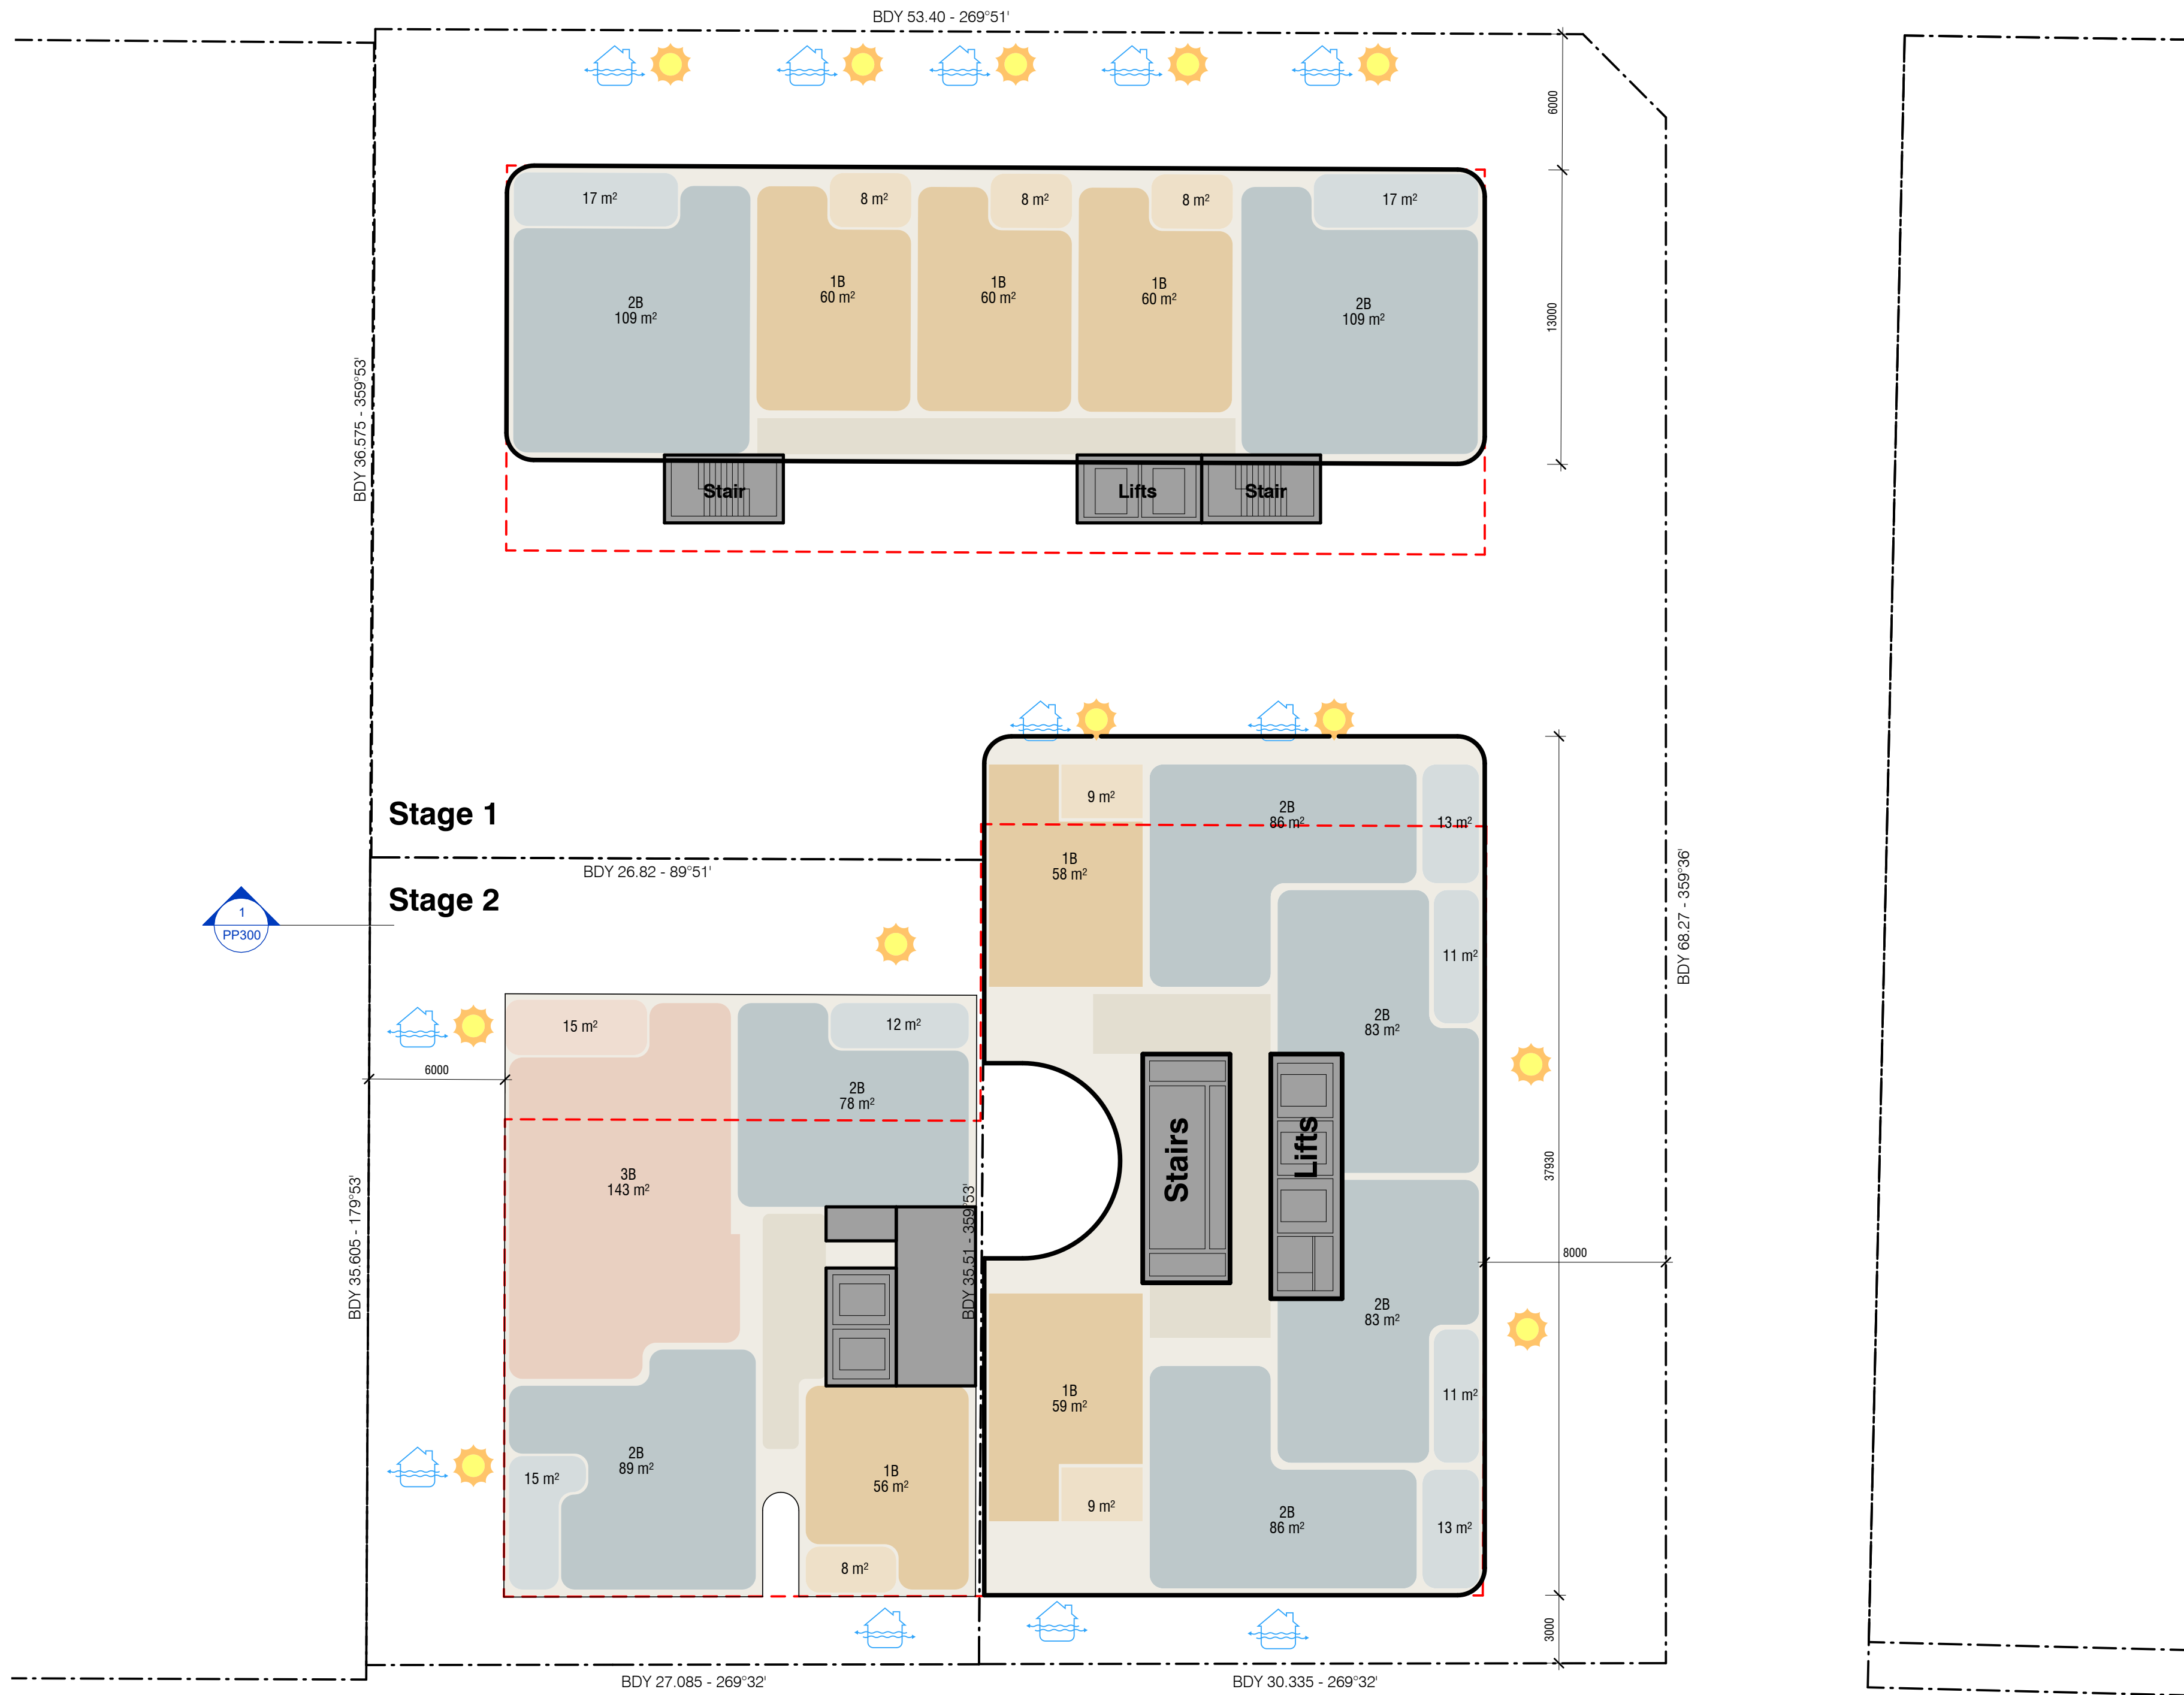 BDY 53.40 - 269°51'
6000
17 m²
8 m²
8 m²
8 m²
17 m²
2B
109 m²
1B
60 m²
1B
60 m²
1B
60 m²
2B
109 m²
13000
BDY 36.575 - 359°53'
Stair
Lifts
Stair
Stage 1
BDY 26.82 - 89°51'
Stage 2
1
PP300
9 m²
2B
86 m²
13 m²
1B
58 m²
BDY 68.27 - 359°36'
11 m²
2B
83 m²
15 m²
12 m²
6000
2B
78 m²
3B
143 m²
Stairs
Lifts
37930
BDY 35.605 - 179°53'
BDY 35.51 - 359°53'
8000
2B
83 m²
11 m²
1B
59 m²
2B
89 m²
15 m²
1B
56 m²
9 m²
2B
86 m²
13 m²
8 m²
3000
BDY 27.085 - 269°32'
BDY 30.335 - 269°32'